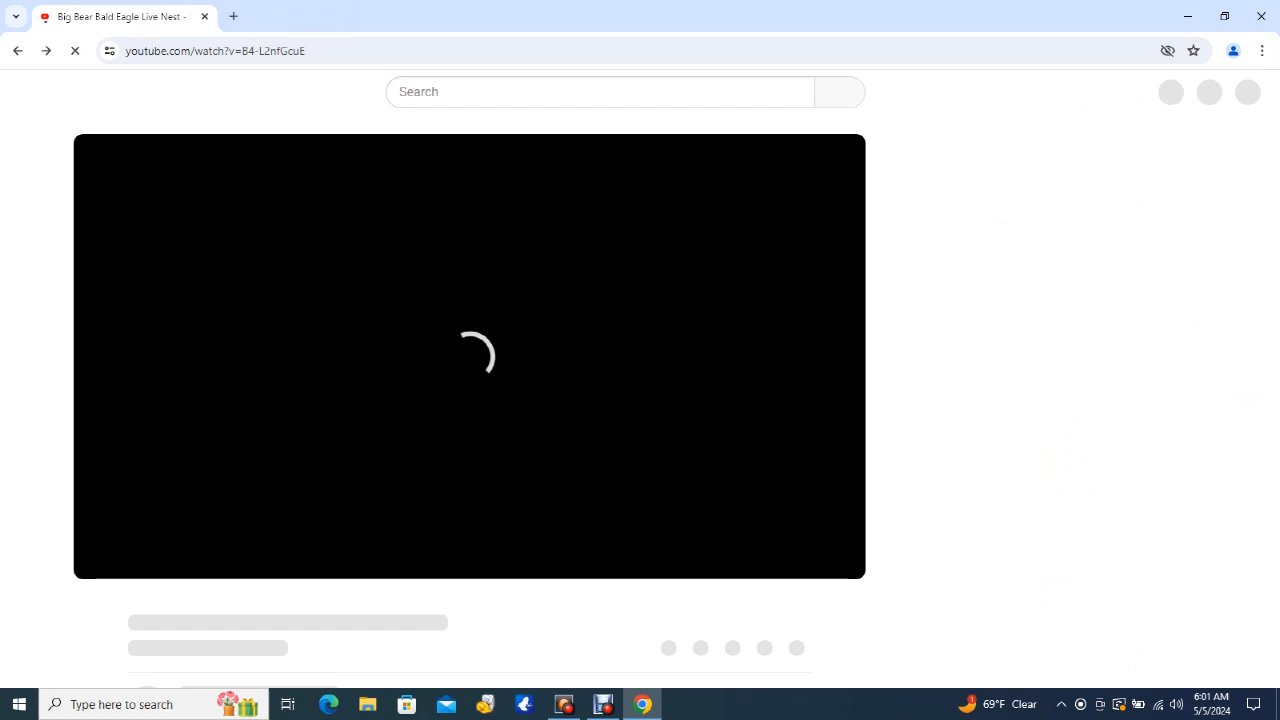 Big Bear Bald Eagle Live Nest -
youtube.com/watch?v=B4-L2nfGcuE
Search
Type here to search
1
69°F Clear
6:01 AM
5/5/2024